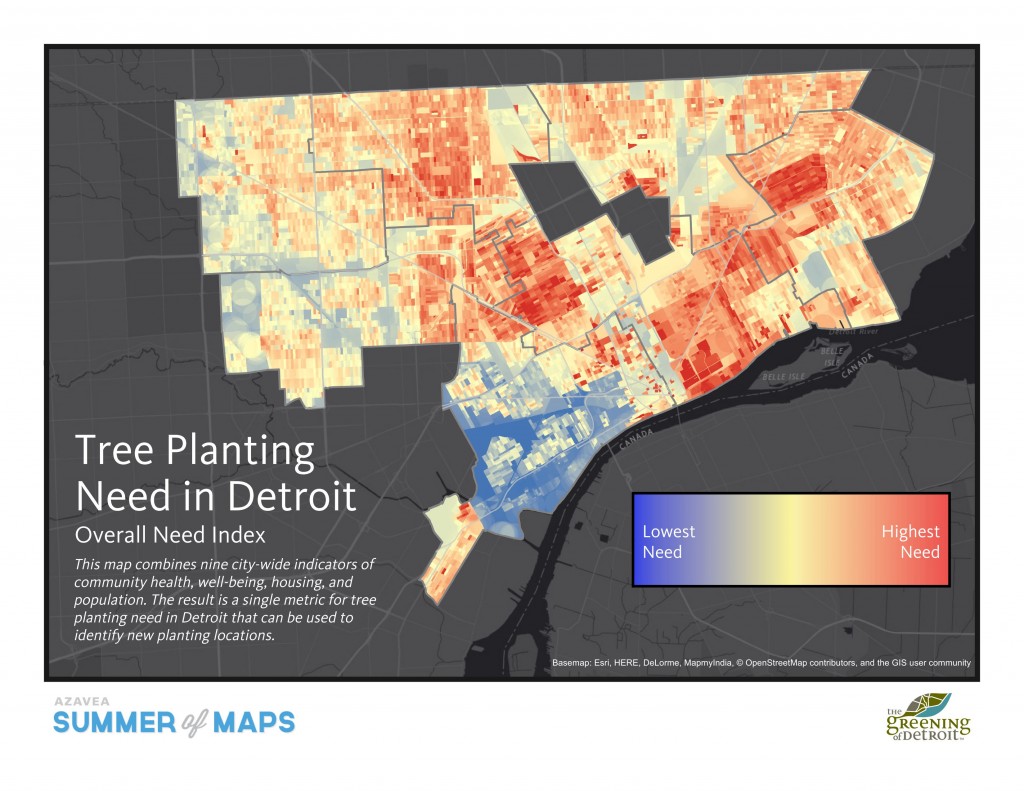 Detroit River
BELLE
ISLE
BELLE ISLE
CANADA
CANADA
Tree Planting
Need in Detroit
Overall Need Index
This map combines nine city-wide indicators of
community health, well-being, housing, and
population. The result is a single metric for tree
planting need in Detroit that can be used to
identify new planting locations.
Lowest
Need
Highest
Need
Basemap: Esri, HERE, DeLorme, MapmyIndia, © OpenStreetMap contributors, and the GIS user community
AZAVEA
SUMMER of MAPS
the
GREENING
of DETROIT